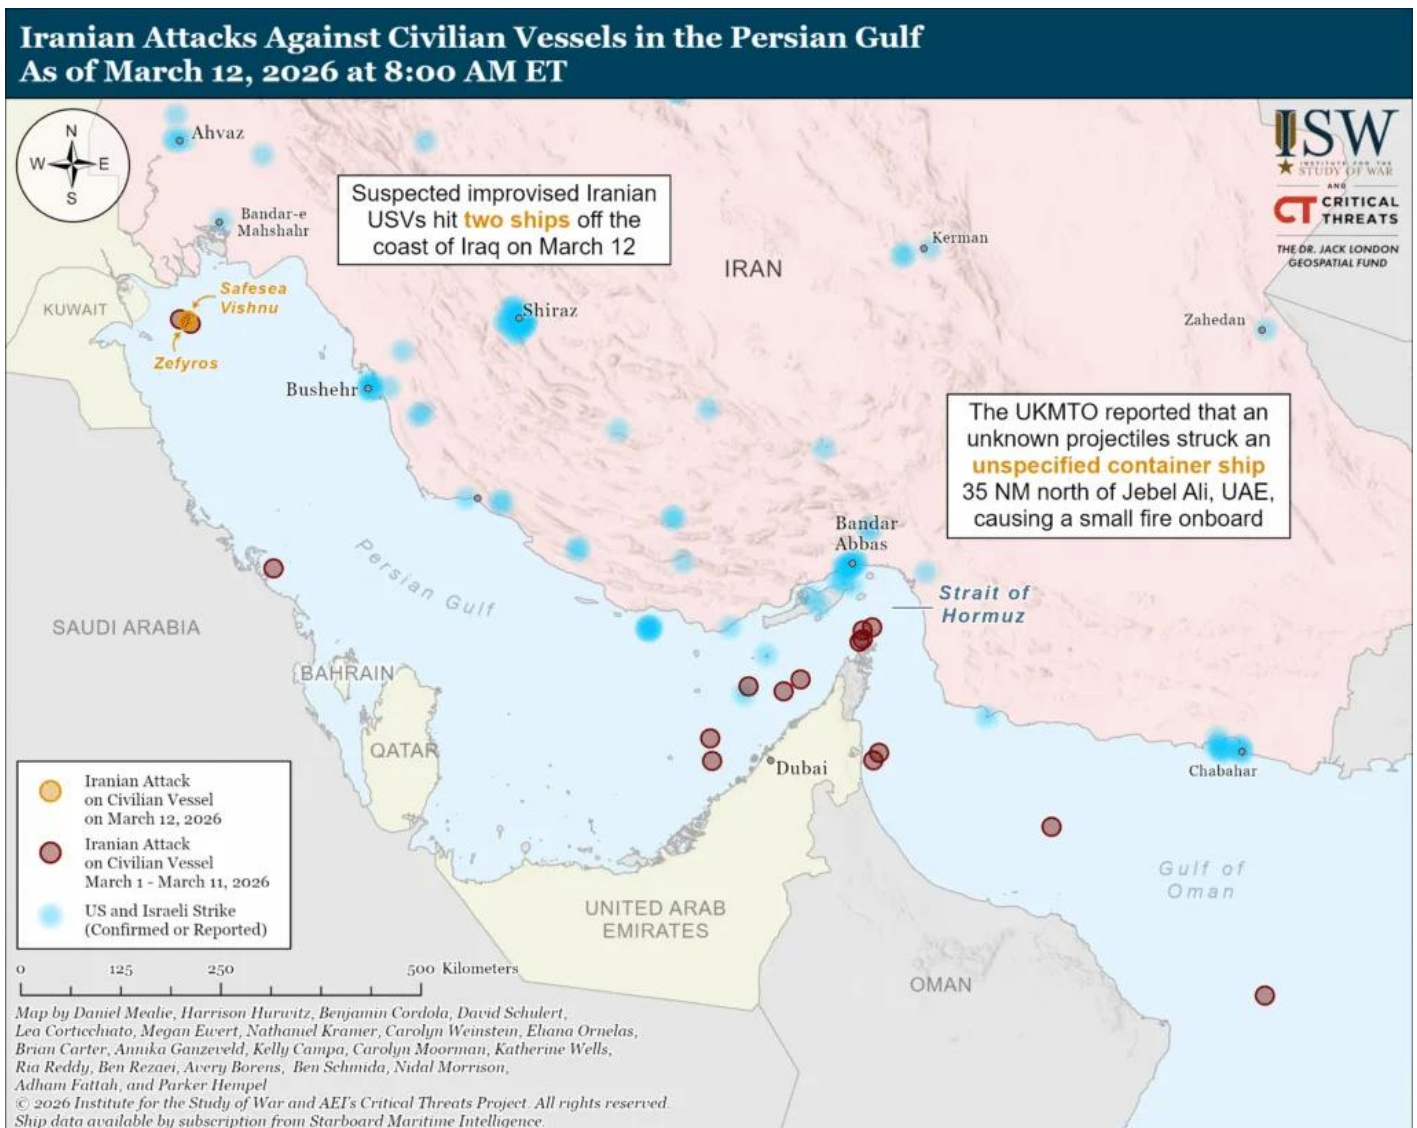 Iranian Attacks Against Civilian Vessels in the Persian Gulf
As of March 12, 2026 at 8:00 AM ET
N
W
E
S
Ahvaz
Bandar-e
Mahshahr
Suspected improvised Iranian
USVs hit two ships off the
coast of Iraq on March 12
ISW
INSTITUTE FOR THE
STUDY OF WAR
AND
CT CRITICAL
THREATS
THE DR. JACK LONDON
GEOSPATIAL FUND
Kerman
IRAN
KUWAIT
Safesea
Vishnu
Zefyros
Shiraz
Zahedan
Bushehr
The UKMTO reported that an
unknown projectiles struck an
unspecified container ship
35 NM north of Jebel Ali, UAE,
causing a small fire onboard
Bandar
Abbas
Persian Gulf
Strait of
Hormuz
SAUDI ARABIA
BAHRAIN
QATAR
Dubai
Chabahar
Gulf of
Oman
UNITED ARAB
EMIRATES
OMAN
Iranian Attack
on Civilian Vessel
on March 12, 2026
Iranian Attack
on Civilian Vessel
March 1 - March 11, 2026
US and Israeli Strike
(Confirmed or Reported)
0 125 250 500 Kilometers
Map by Daniel Mealie, Harrison Hurwitz, Benjamin Cordola, David Schulert,
Lea Corticchiato, Megan Ewert, Nathaniel Kramer, Carolyn Weinstein, Eliana Ornelas,
Brian Carter, Annika Ganzeveld, Kelly Campa, Carolyn Moorman, Katherine Wells,
Ria Reddy, Ben Rezaei, Avery Borens, Ben Schmida, Nidal Morrison,
Adham Fattah, and Parker Hempel
© 2026 Institute for the Study of War and AEI's Critical Threats Project. All rights reserved.
Ship data available by subscription from Starboard Maritime Intelligence.